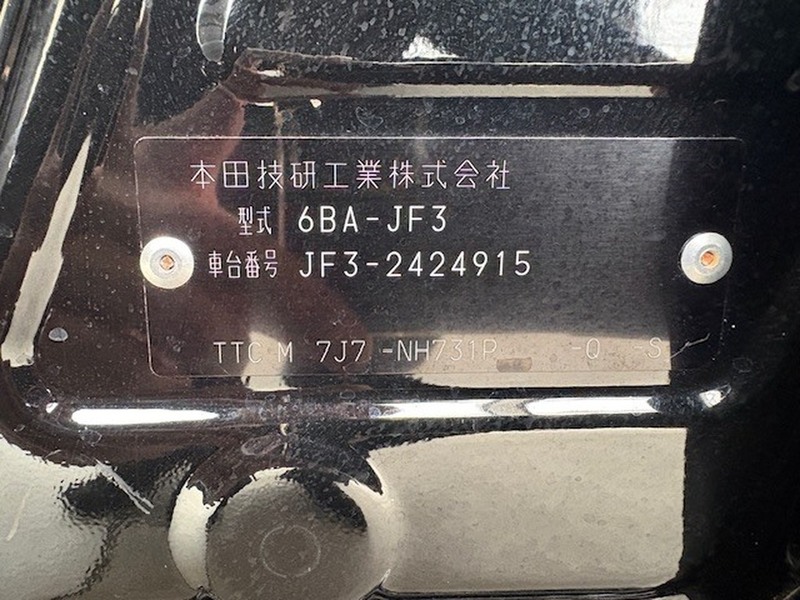 本田技研工業株式会社
型式 6BA-JF3
車台番号 JF3-2424915
TTC M 7J7 -NH731P -Q -S